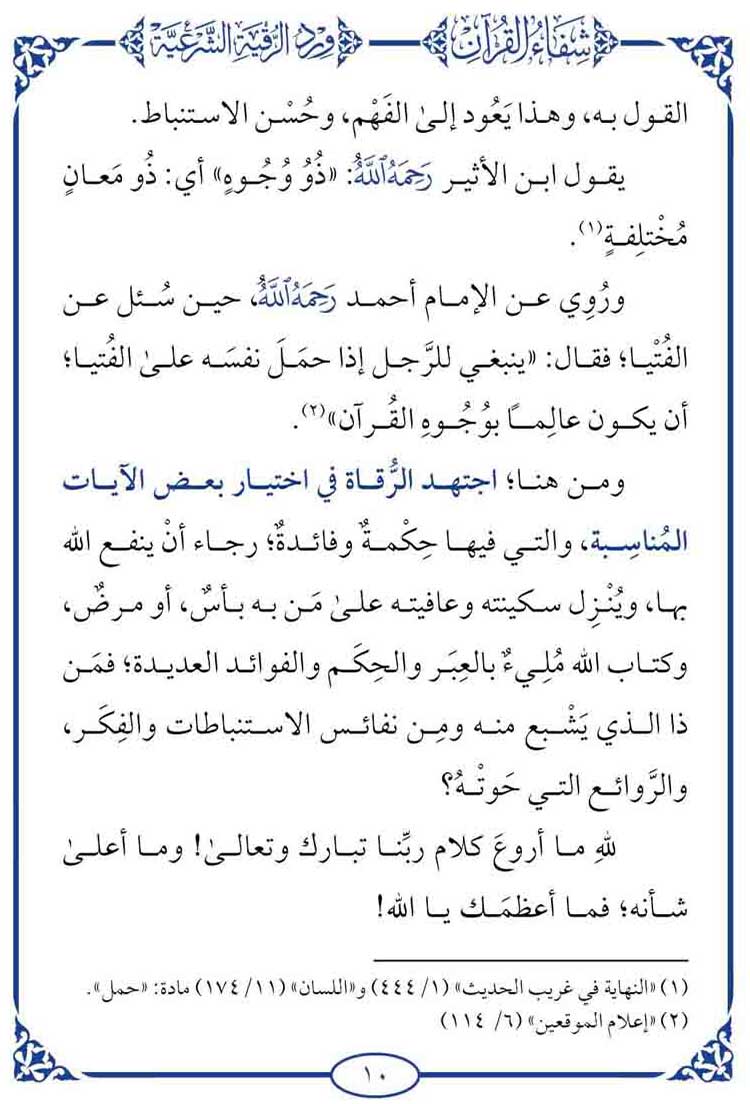 شِفَاءُ القُرْآنِ وِرْدُ الرُّقْيَةِ الشَّرْعِيَّةِ
القول به، وهذا يَعُود إلىٰ الفَهْم، وحُسْن الاستنباط.
يقول ابن الأثير رَحِمَهُ ٱللَّهُ: «ذُو وُجُوهٍ» أي: ذُو مَعانٍ
مُخْتلِفةٍ(١).
ورُوِي عن الإمام أحمد رَحِمَهُ ٱللَّهُ، حين سُئل عن
الفُتْيا؛ فقال: «ينبغي للرَّجل إذا حمَلَ نفسَه علىٰ الفُتيا؛
أن يكون عالِمًا بوُجُوهِ القُرآن»(٢).
ومن هنا؛ اجتهد الرُّقاة في اختيار بعض الآيات
المُناسِبة، والتي فيها حِكْمةٌ وفائدةٌ؛ رجاء أنْ ينفع الله
بها، ويُنْزِل سكينته وعافيته علىٰ مَن به بأسٌ، أو مرضٌ،
وكتاب الله مُلِيءٌ بالعِبَر والحِكَم والفوائد العديدة؛ فمَن
ذا الذي يَشْبع منه ومِن نفائس الاستنباطات والفِكَر،
والرَّوائع التي حَوتْهُ؟
للهِ ما أروعَ كلام ربِّنا تبارك وتعالىٰ! وما أعلىٰ
شأنه؛ فما أعظمَك يا الله!
(١) «النهاية في غريب الحديث» (١/ ٤٤٤) و«اللسان» (١١/ ١٧٤) مادة: «حمل».
(٢) «إعلام الموقعين» (٦/ ١١٤)
١٠